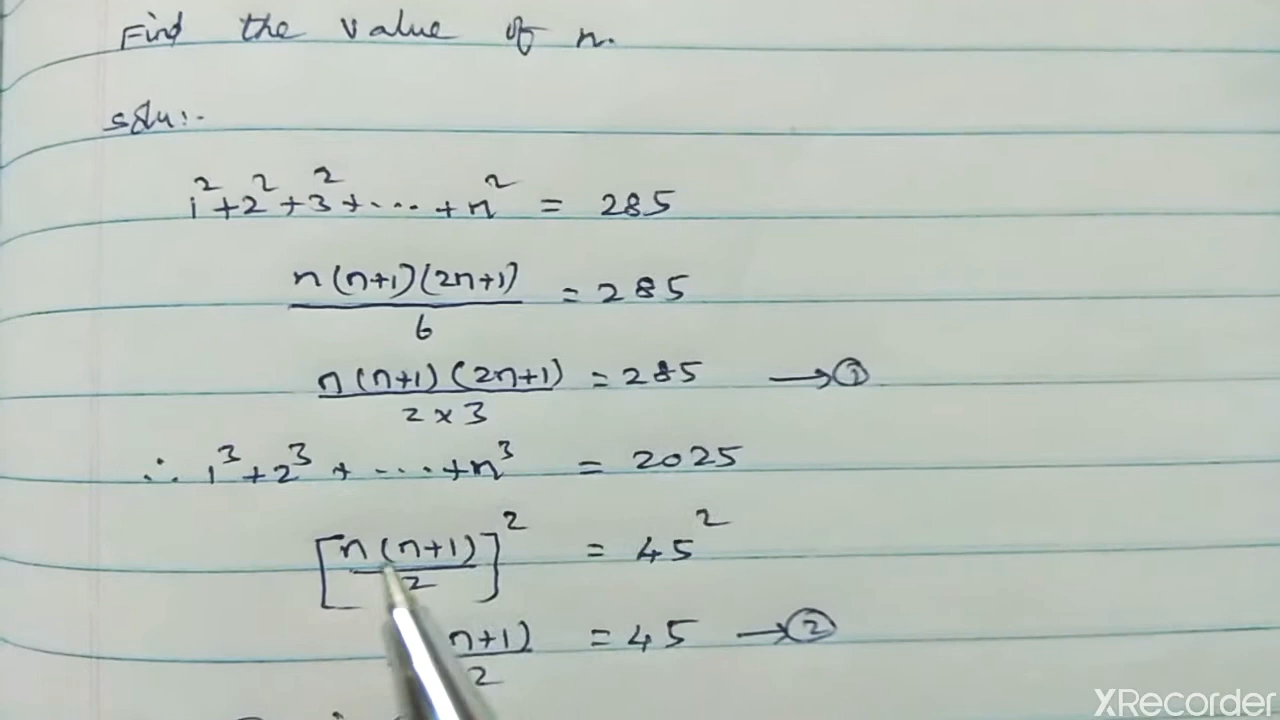 Find the value of n.
soln:-
1²+2²+3²+....+n² = 285
n(n+1)(2n+1)/6 = 285
n(n+1)(2n+1)/2×3 = 285 →①
∴ 1³+2³+....+n³ = 2025
[n(n+1)/2]² = 45²
n+1)/2 = 45 →②
XRecorder